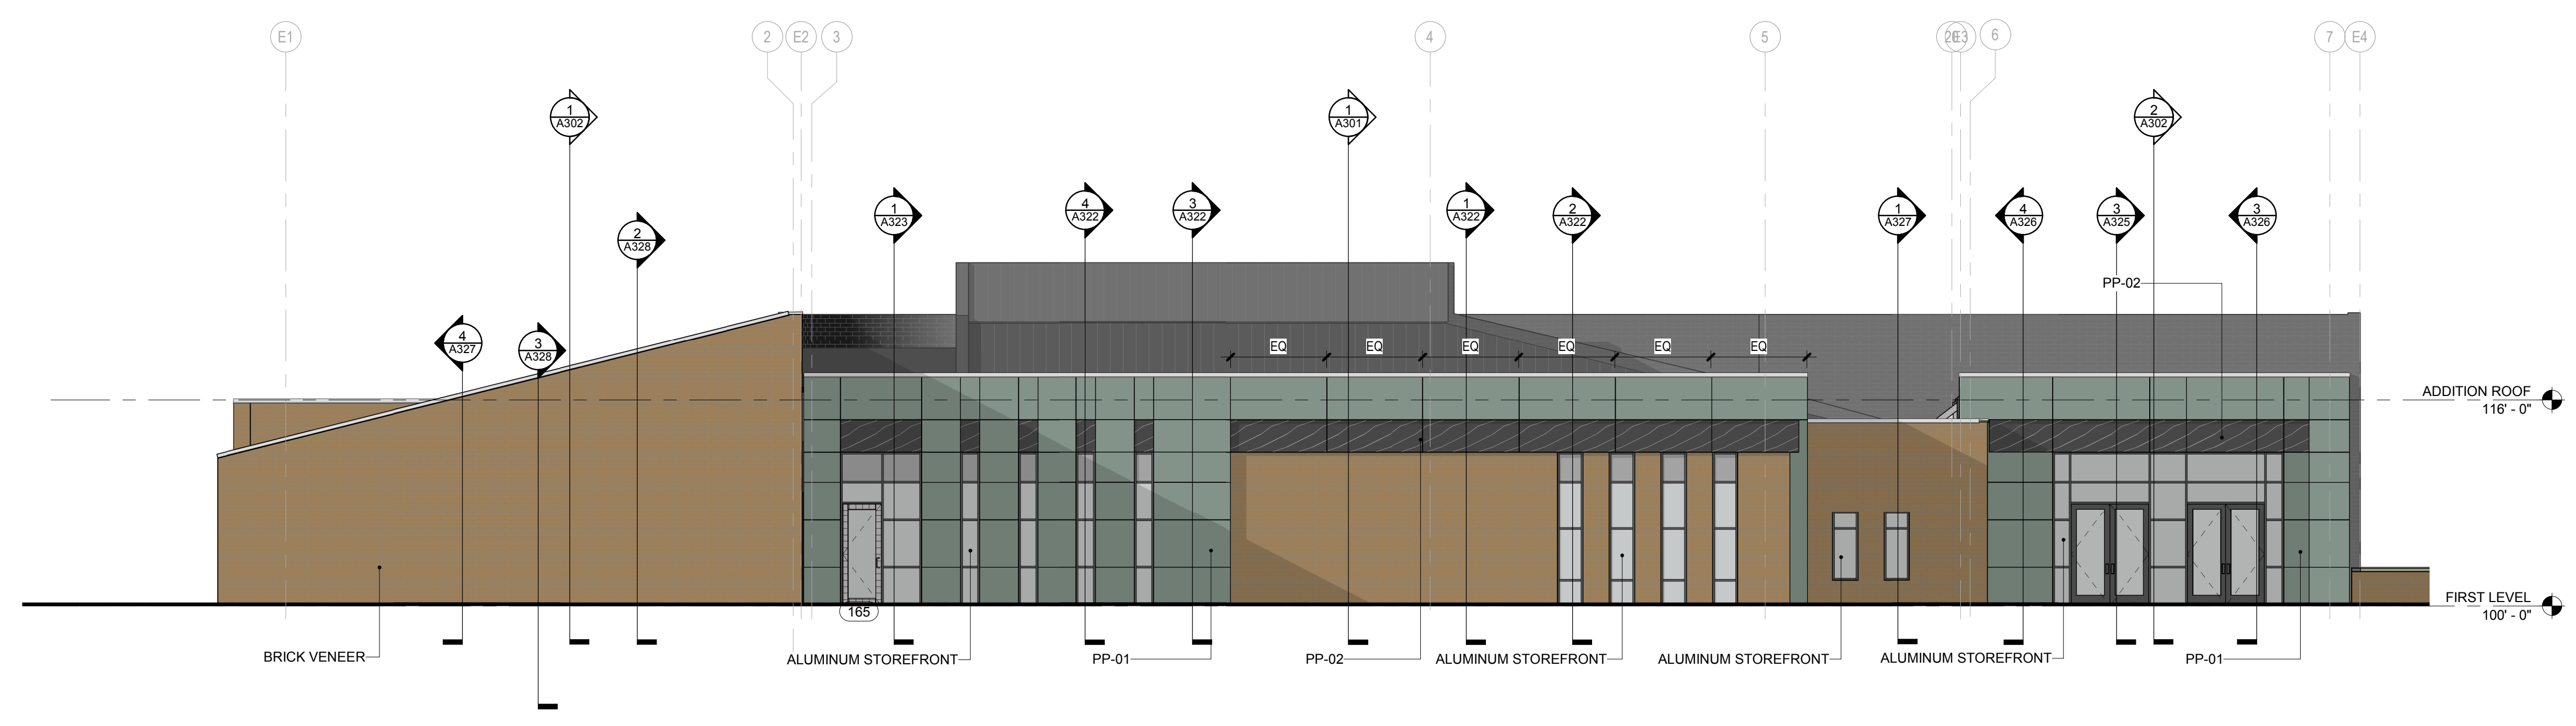 E1
2
E2
3
4
5
E3
6
7
E4
1
A302
1
A301
2
A302
1
A323
4
A322
3
A322
1
A322
2
A322
1
A327
4
A326
3
A325
3
A326
2
A328
PP-02
4
A327
3
A328
EQ
EQ
EQ
EQ
EQ
EQ
ADDITION ROOF
116' - 0"
FIRST LEVEL
100' - 0"
165
BRICK VENEER
ALUMINUM STOREFRONT
PP-01
PP-02
ALUMINUM STOREFRONT
ALUMINUM STOREFRONT
ALUMINUM STOREFRONT
PP-01